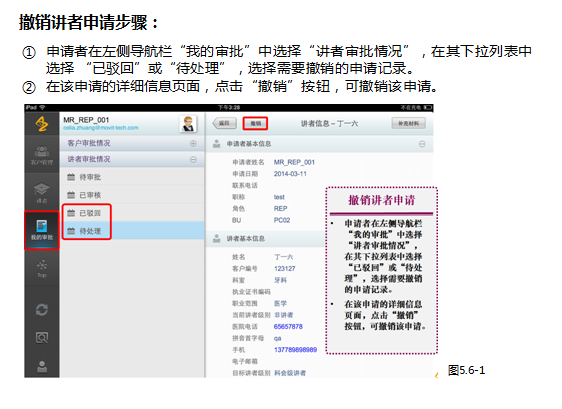 撤销讲者申请步骤：
① 申请者在左侧导航栏“我的审批”中选择“讲者审批情况”，在其下拉列表中
选择 “已驳回”或“待处理”，选择需要撤销的申请记录。
② 在该申请的详细信息页面，点击“撤销”按钮，可撤销该申请。
iPad 下午3:28 不在充电
MR_REP_001
celia.zhuang@movit-tech.com
返回 撤销 讲者信息－丁一六 补充材料
客户管理
讲者
我的审批
Top
客户审批情况
讲者审批情况
待审批
已审核
已驳回
待处理
申请人基本信息
申请者姓名 MR_REP_001
申请日期 2014-03-11
联系电话
职称 test
角色 REP
BU PC02
讲者基本信息
姓名 丁一六
客户编号 123127
科室 牙科
执业证书编码
职业范围 医学
当前讲者级别 非讲者
医院电话 65657878
拼音首字母 qa
手机 137789898989
电子邮箱
目标讲者级别 科会级讲者
撤销讲者申请
• 申请者在左侧导航栏
“我的审批”中选择
“讲者审批情况”，
在其下拉列表中选择
“已驳回”或“待处
理”，选择需要撤销
的申请记录。
• 在该申请的详细信息
页面，点击“撤销”
按钮，可撤销该申请。
图5.6-1